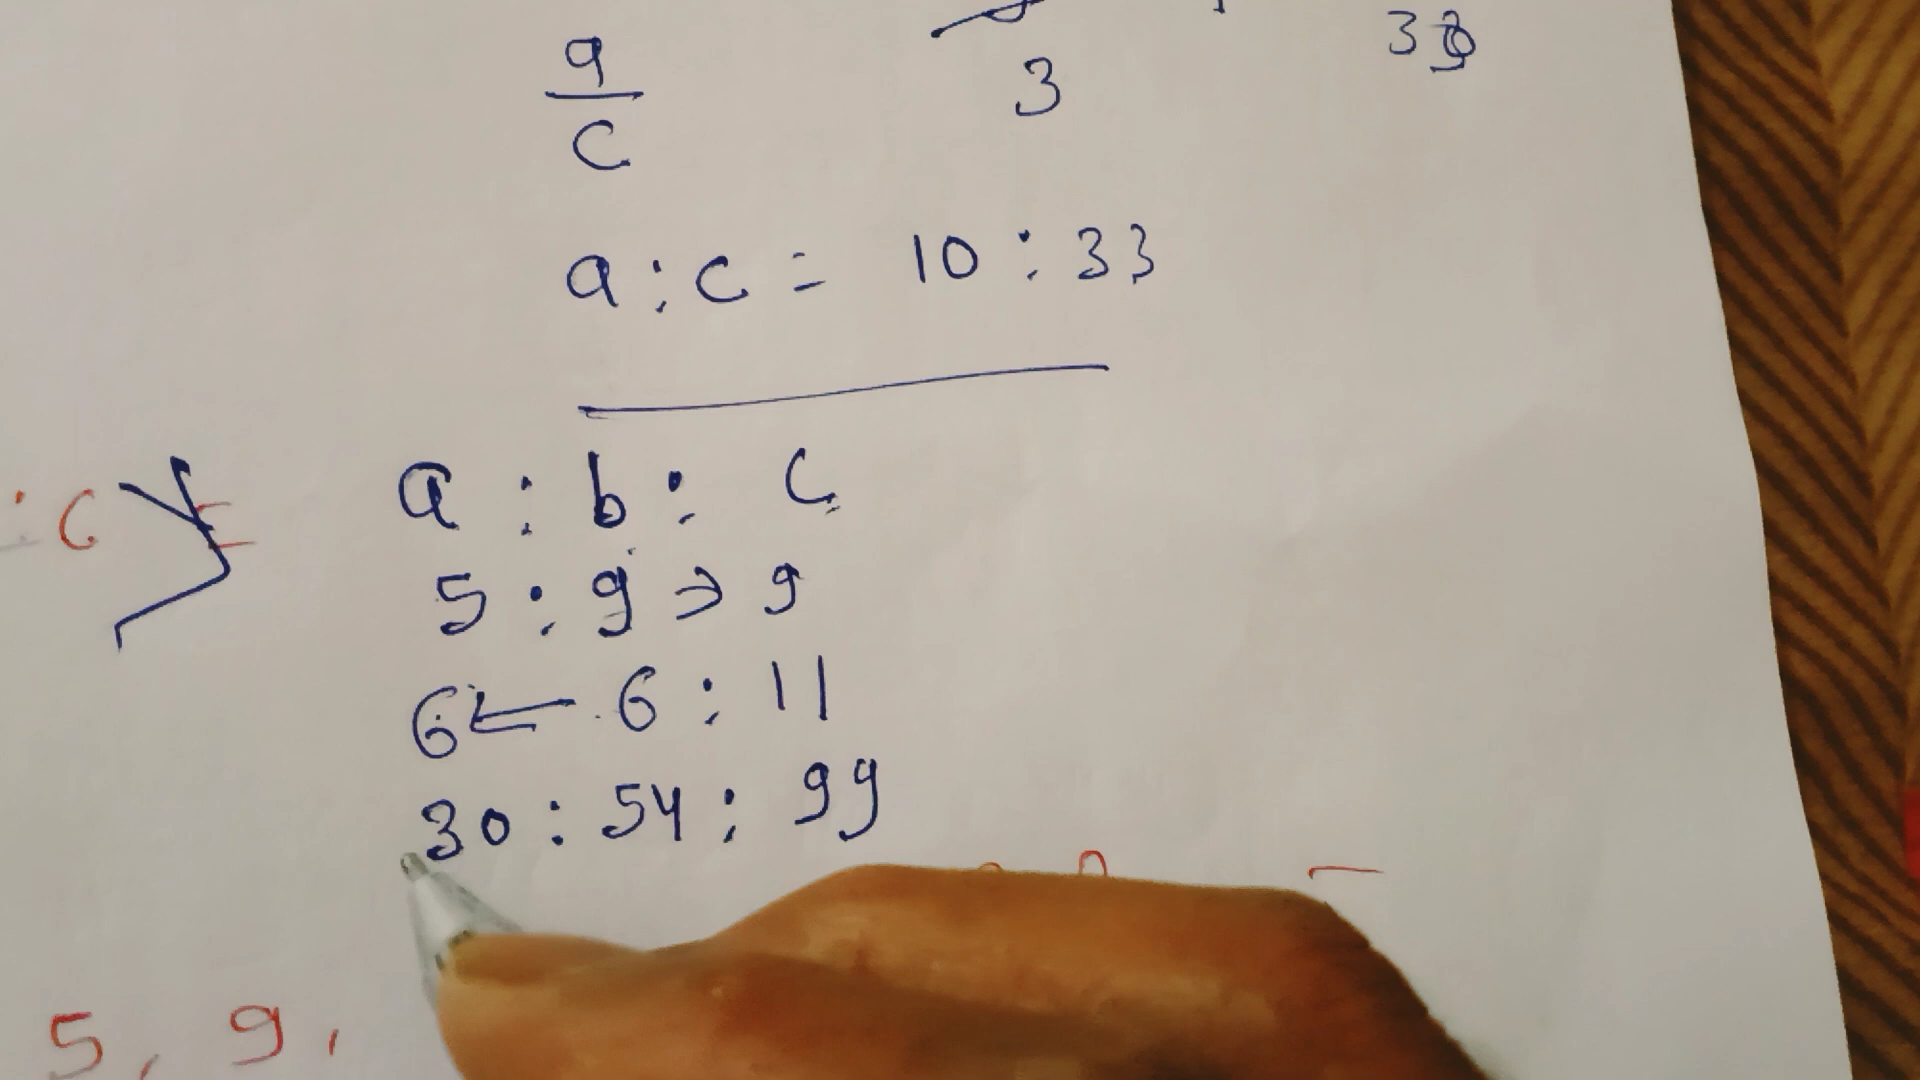 a/c
3
33
a : c = 10 : 33
: c
a : b : c
5 : 9 → 9
6 ← 6 : 11
30 : 54 : 99
5, 9,